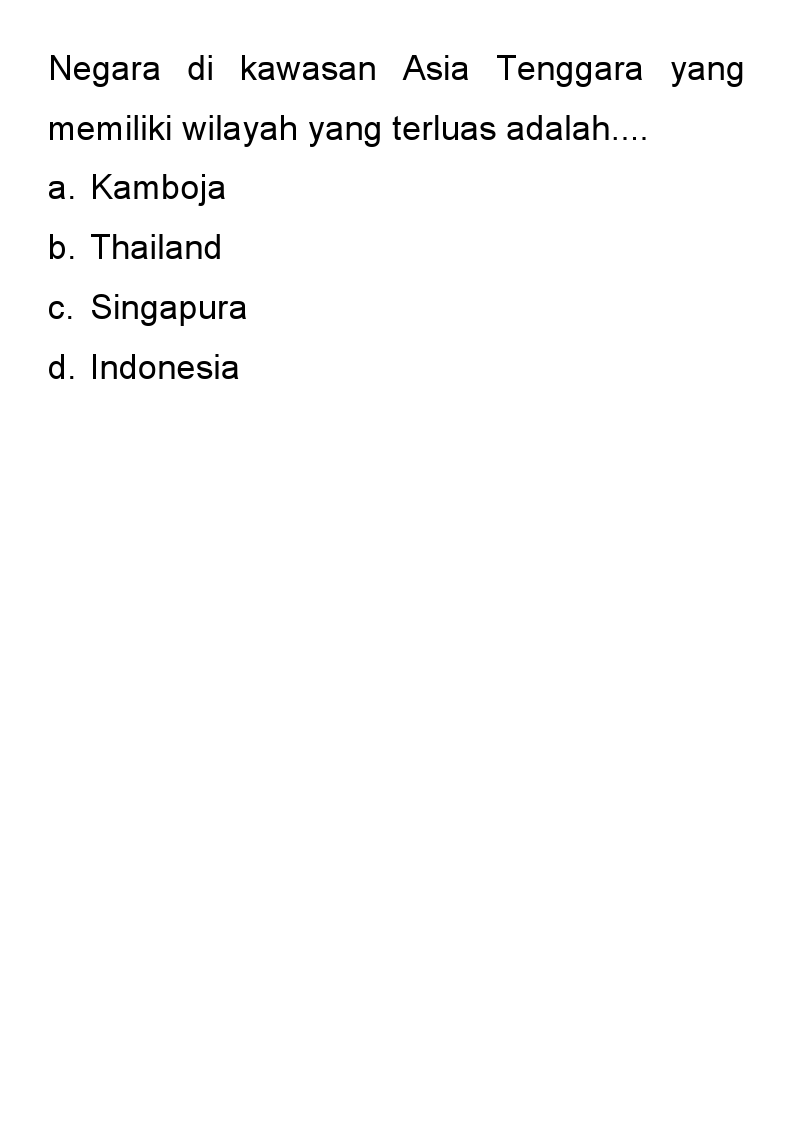 Negara di kawasan Asia Tenggara yang
memiliki wilayah yang terluas adalah....
a. Kamboja
b. Thailand
c. Singapura
d. Indonesia